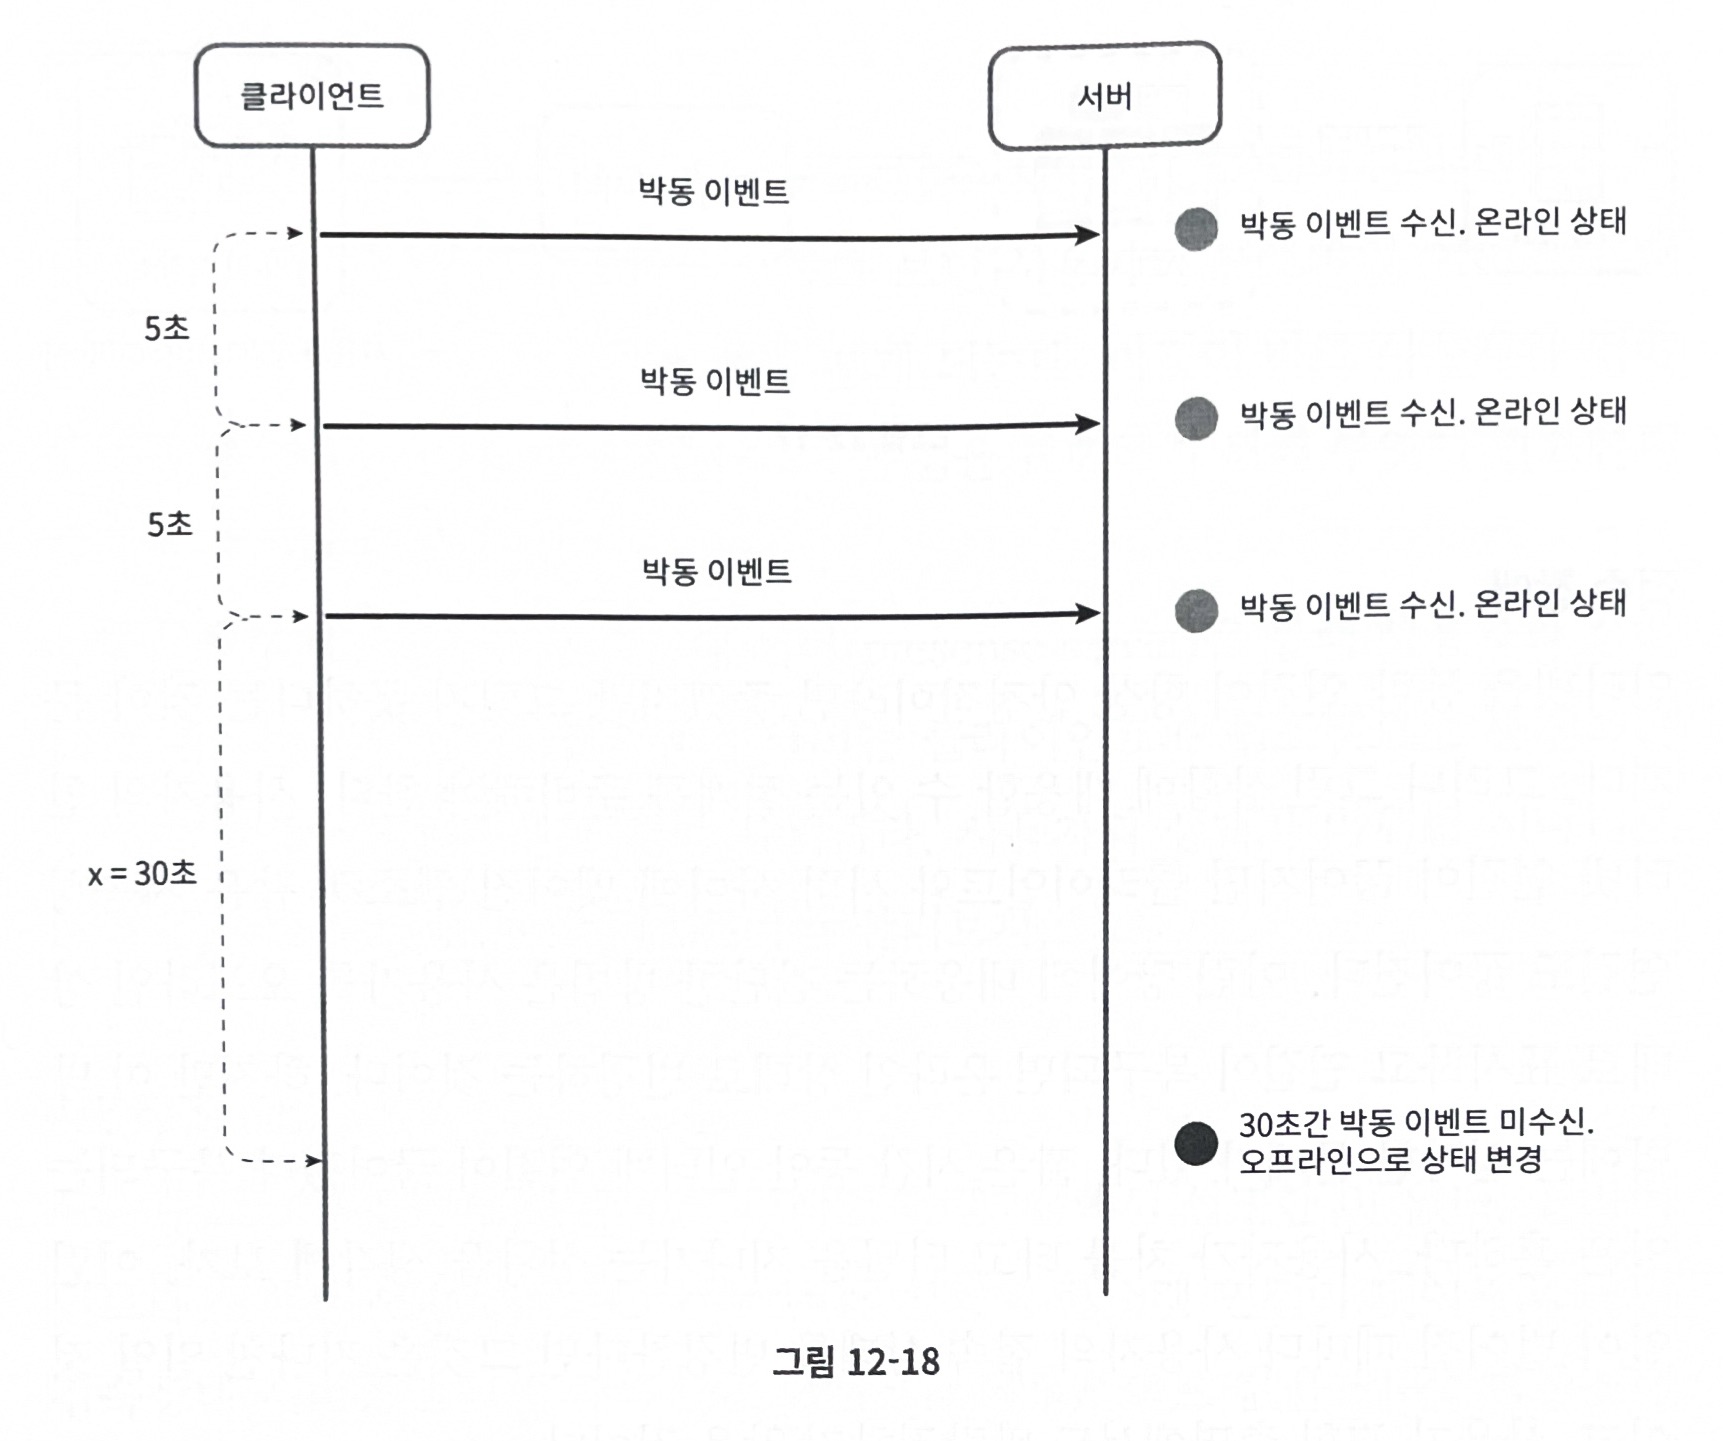 클라이언트
서버
박동 이벤트
박동 이벤트 수신. 온라인 상태
5초
박동 이벤트
박동 이벤트 수신. 온라인 상태
5초
박동 이벤트
박동 이벤트 수신. 온라인 상태
x = 30초
30초간 박동 이벤트 미수신.
오프라인으로 상태 변경
그림 12-18